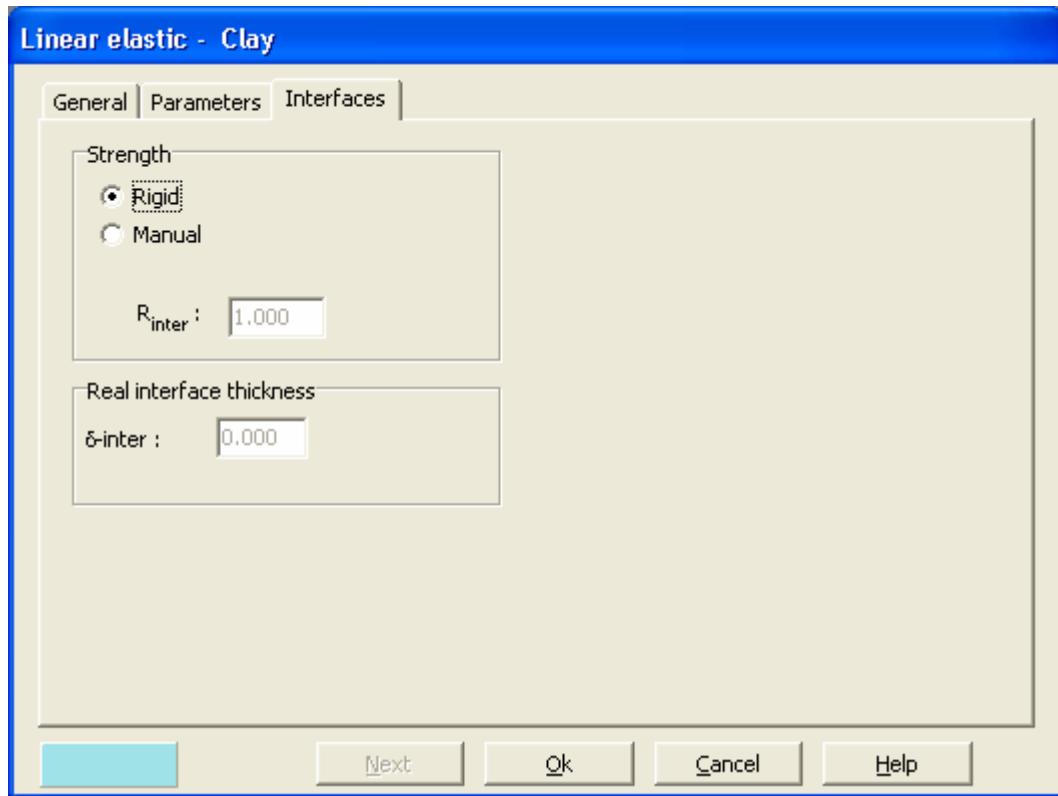 Linear elastic - Clay
General Parameters Interfaces
Strength
Rigid
Manual
Rinter : 1.000
Real interface thickness
δ-inter : 0.000
Next Ok Cancel Help